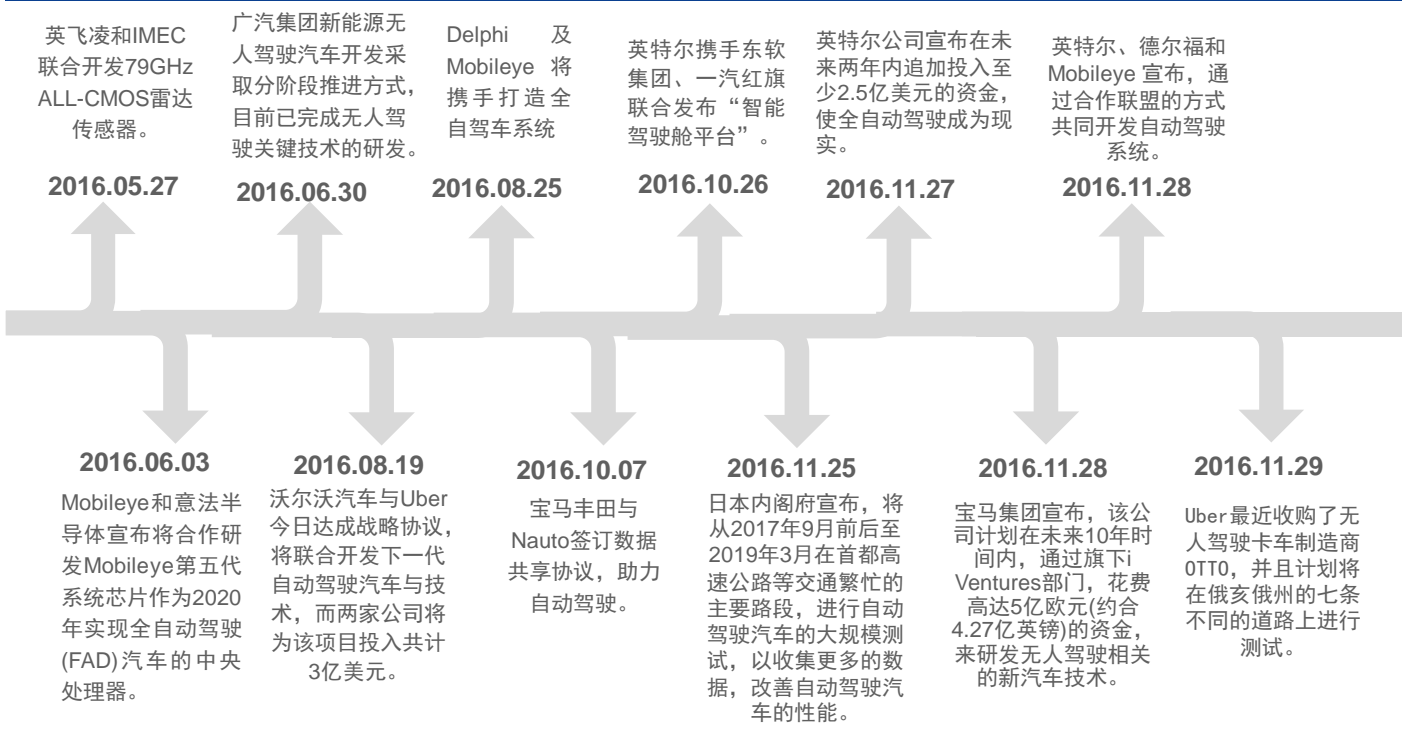 英飞凌和IMEC
联合开发79GHz
ALL-CMOS雷达
传感器。
2016.05.27
广汽集团新能源无
人驾驶汽车开发采
取分阶段推进方式，
目前已完成无人驾
驶关键技术的研发。
2016.06.30
Delphi 及
Mobileye 将
携手打造全
自驾车系统
2016.08.25
英特尔携手东软
集团、一汽红旗
联合发布“智能
驾驶舱平台”。
2016.10.26
英特尔公司宣布在未
来两年内追加投入至
少2.5亿美元的资金，
使全自动驾驶成为现
实。
2016.11.27
英特尔、德尔福和
Mobileye 宣布，通
过合作联盟的方式
共同开发自动驾驶
系统。
2016.11.28
2016.06.03
Mobileye和意法半
导体宣布将合作研
发Mobileye第五代
系统芯片作为2020
年实现全自动驾驶
(FAD)汽车的中央
处理器。
2016.08.19
沃尔沃汽车与Uber
今日达成战略协议，
将联合开发下一代
自动驾驶汽车与技
术，而两家公司将
为该项目投入共计
3亿美元。
2016.10.07
宝马丰田与
Nauto签订数据
共享协议，助力
自动驾驶。
2016.11.25
日本内阁府宣布，将
从2017年9月前后至
2019年3月在首都高
速公路等交通繁忙的
主要路段，进行自动
驾驶汽车的大规模测
试，以收集更多的数
据，改善自动驾驶汽
车的性能。
2016.11.28
宝马集团宣布，该公
司计划在未来10年时
间内，通过旗下i
Ventures部门，花费
高达5亿欧元(约合
4.27亿英镑)的资金，
来研发无人驾驶相关
的新汽车技术。
2016.11.29
Uber最近收购了无
人驾驶卡车制造商
OTTO，并且计划将
在俄亥俄州的七条
不同的道路上进行
测试。